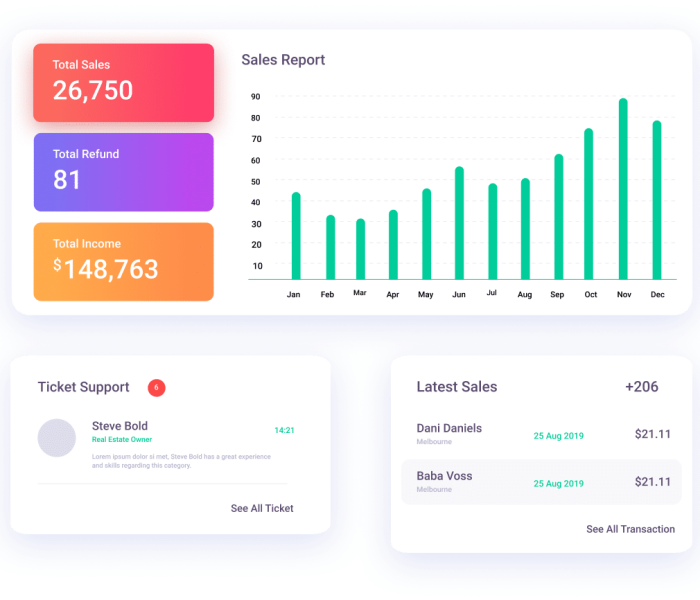 Total Sales
26,750
Total Refund
81
Total Income
$148,763
Sales Report
90
80
70
60
50
40
30
20
10
Jan Feb Mar Apr May Jun Jul Aug Sep Oct Nov Dec
Ticket Support 6
Steve Bold
Real Estate Owner
14:21
Lorem ipsum dolor si met, Steve Bold has a great experience
and skills regarding this category.
See All Ticket
Latest Sales +206
Dani Daniels
Melbourne
25 Aug 2019
$21.11
Baba Voss
Melbourne
25 Aug 2019
$21.11
See All Transaction